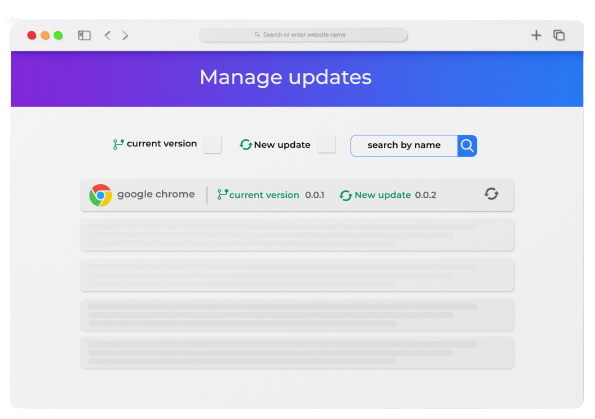 Search or enter website name
Manage updates
current version New update search by name
google chrome current version 0.0.1 New update 0.0.2